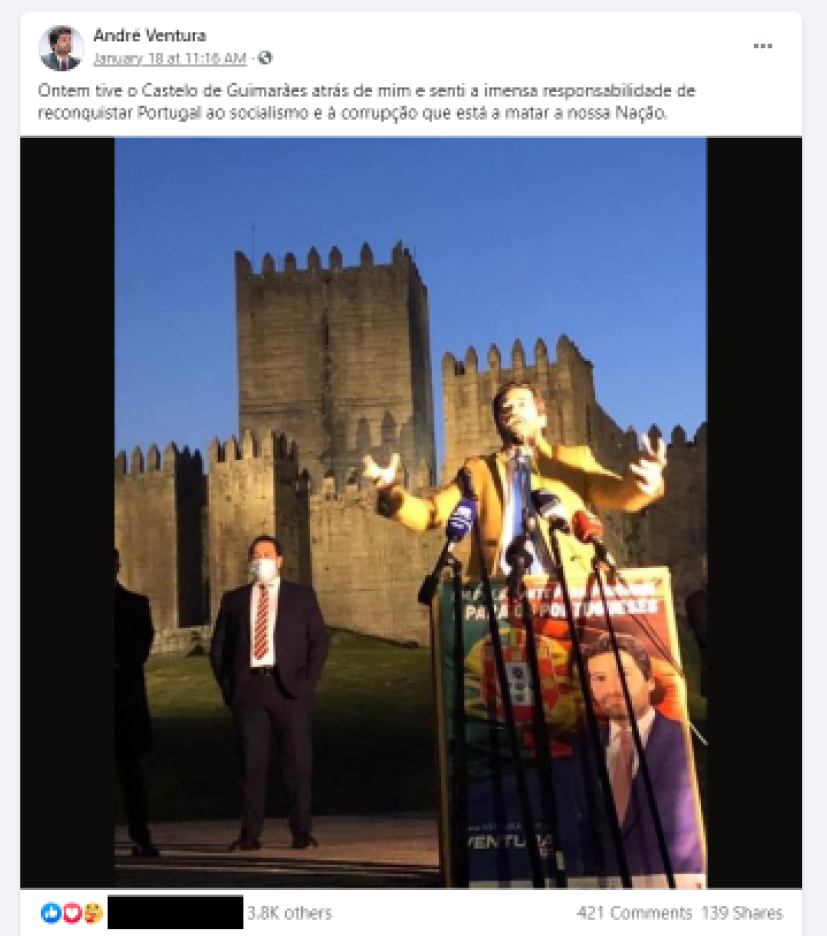 André Ventura
January 18 at 11:16 AM ·
Ontem tive o Castelo de Guimarães atrás de mim e senti a imensa responsabilidade de
reconquistar Portugal ao socialismo e à corrupção que está a matar a nossa Nação.
PORTUGUESES
VENTURA
3.8K others
421 Comments 139 Shares